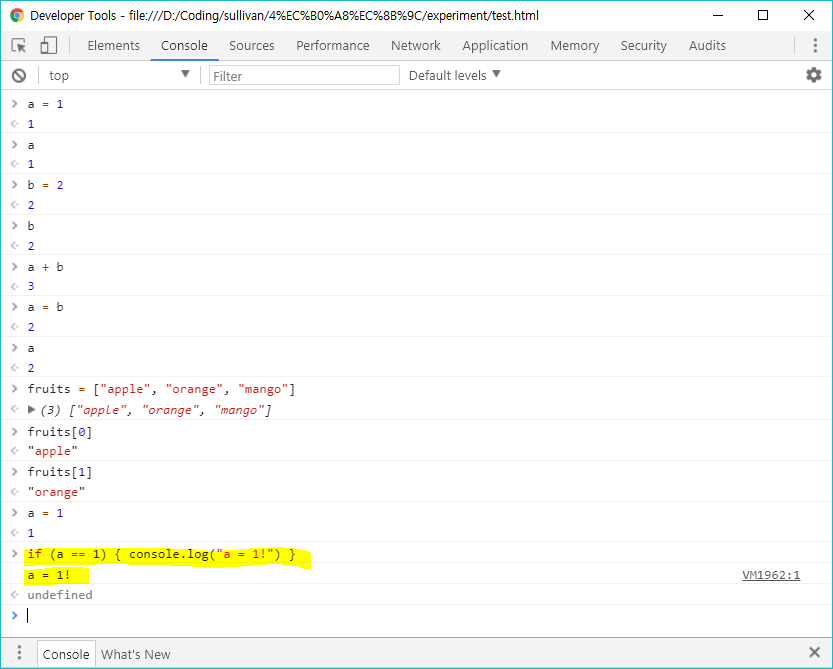 Developer Tools - file:///D:/Coding/sullivan/4%EC%B0%A8%EC%8B%9C/experiment/test.html
Elements Console Sources Performance Network Application Memory Security Audits
top Filter Default levels
a = 1
1
a
1
b = 2
2
b
2
a + b
3
a = b
2
a
2
fruits = ["apple", "orange", "mango"]
(3) ["apple", "orange", "mango"]
fruits[0]
"apple"
fruits[1]
"orange"
a = 1
1
if (a == 1) { console.log("a = 1!") }
a = 1! VM1962:1
undefined
Console What's New